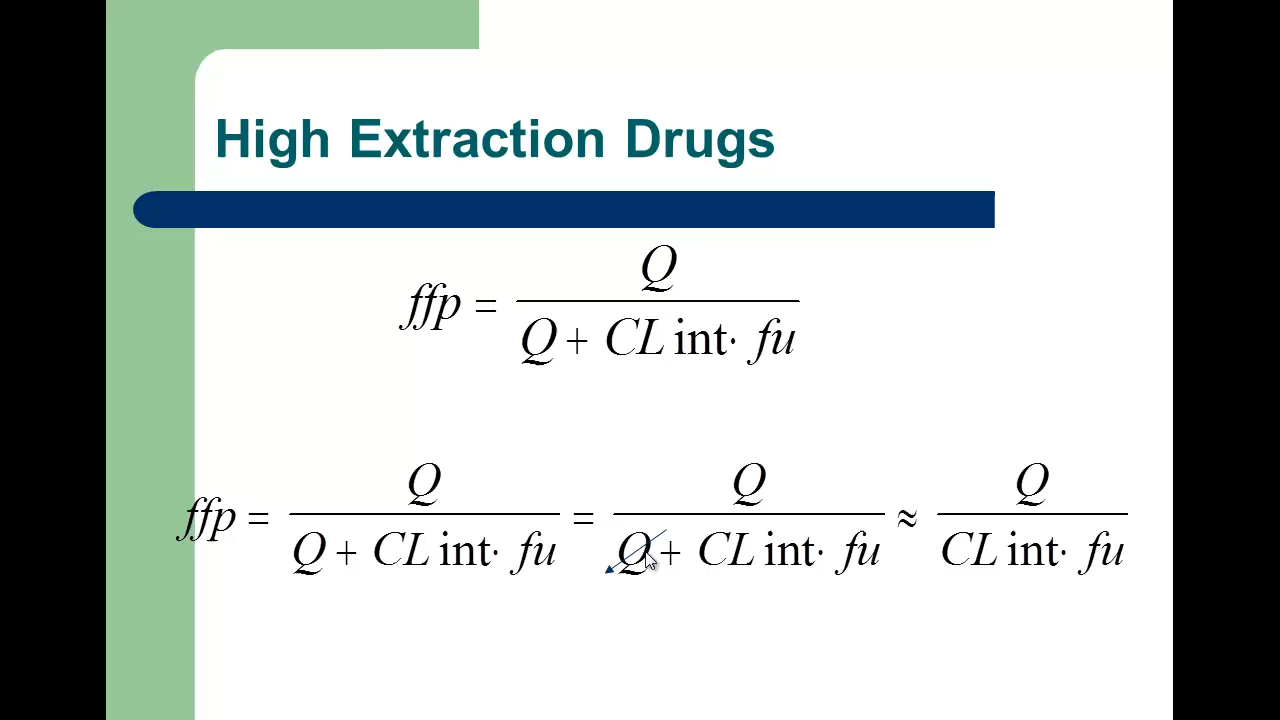 High Extraction Drugs
ffp = Q / (Q + CL int· fu)
ffp = Q / (Q + CL int· fu) = Q / (Q + CL int· fu) ≈ Q / (CL int· fu)